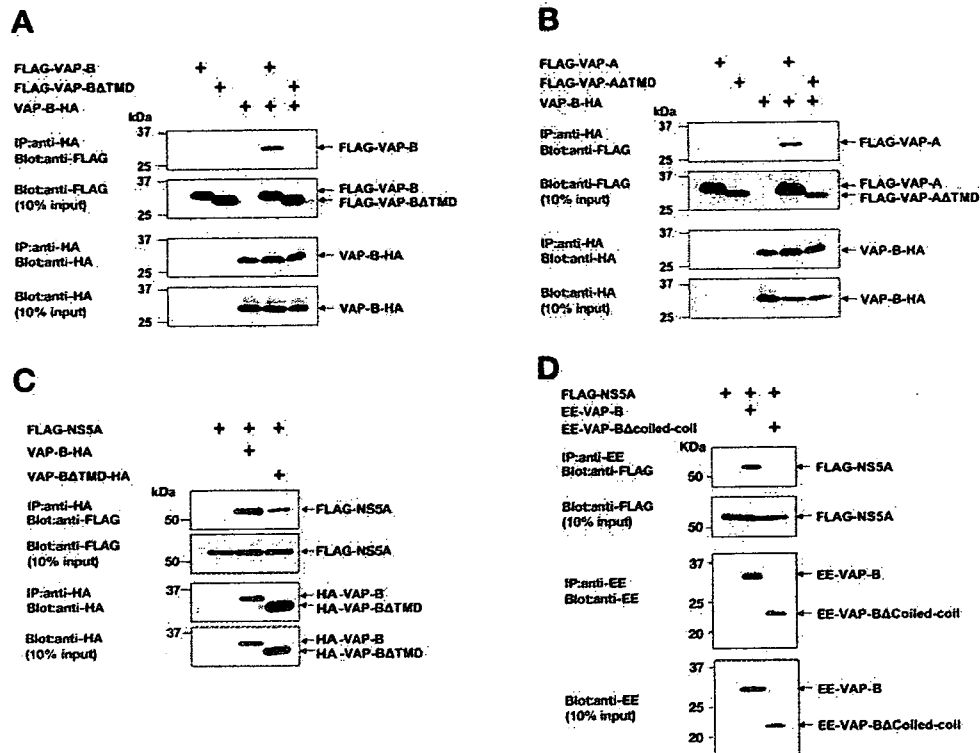 A
FLAG-VAP-B + +
FLAG-VAP-BΔTMD + +
VAP-B-HA + + +
kDa
37
IP:anti-HA
Blot:anti-FLAG
25
FLAG-VAP-B
37
Blot:anti-FLAG
(10% input)
25
FLAG-VAP-B
FLAG-VAP-BΔTMD
37
IP:anti-HA
Blot:anti-HA
25
VAP-B-HA
37
Blot:anti-HA
(10% input)
25
VAP-B-HA
B
FLAG-VAP-A + +
FLAG-VAP-AΔTMD + +
VAP-B-HA + + +
kDa
37
IP:anti-HA
Blot:anti-FLAG
25
FLAG-VAP-A
37
Blot:anti-FLAG
(10% input)
25
FLAG-VAP-A
FLAG-VAP-AΔTMD
37
IP:anti-HA
Blot:anti-HA
25
VAP-B-HA
37
Blot:anti-HA
(10% input)
25
VAP-B-HA
C
FLAG-NS5A + + +
VAP-B-HA +
VAP-BΔTMD-HA +
kDa
IP:anti-HA
Blot:anti-FLAG
50
FLAG-NS5A
Blot:anti-FLAG
(10% input)
50
FLAG-NS5A
37
IP:anti-HA
Blot:anti-HA
HA-VAP-B
HA-VAP-BΔTMD
37
Blot:anti-HA
(10% input)
HA-VAP-B
HA-VAP-BΔTMD
D
FLAG-NS5A + + +
EE-VAP-B +
EE-VAP-BΔcoiled-coil +
KDa
IP:anti-EE
Blot:anti-FLAG
50
FLAG-NS5A
Blot:anti-FLAG
(10% input)
50
FLAG-NS5A
37
EE-VAP-B
IP:anti-EE
Blot:anti-EE
25
EE-VAP-BΔCoiled-coil
20
37
EE-VAP-B
25
Blot:anti-EE
(10% input)
EE-VAP-BΔCoiled-coil
20